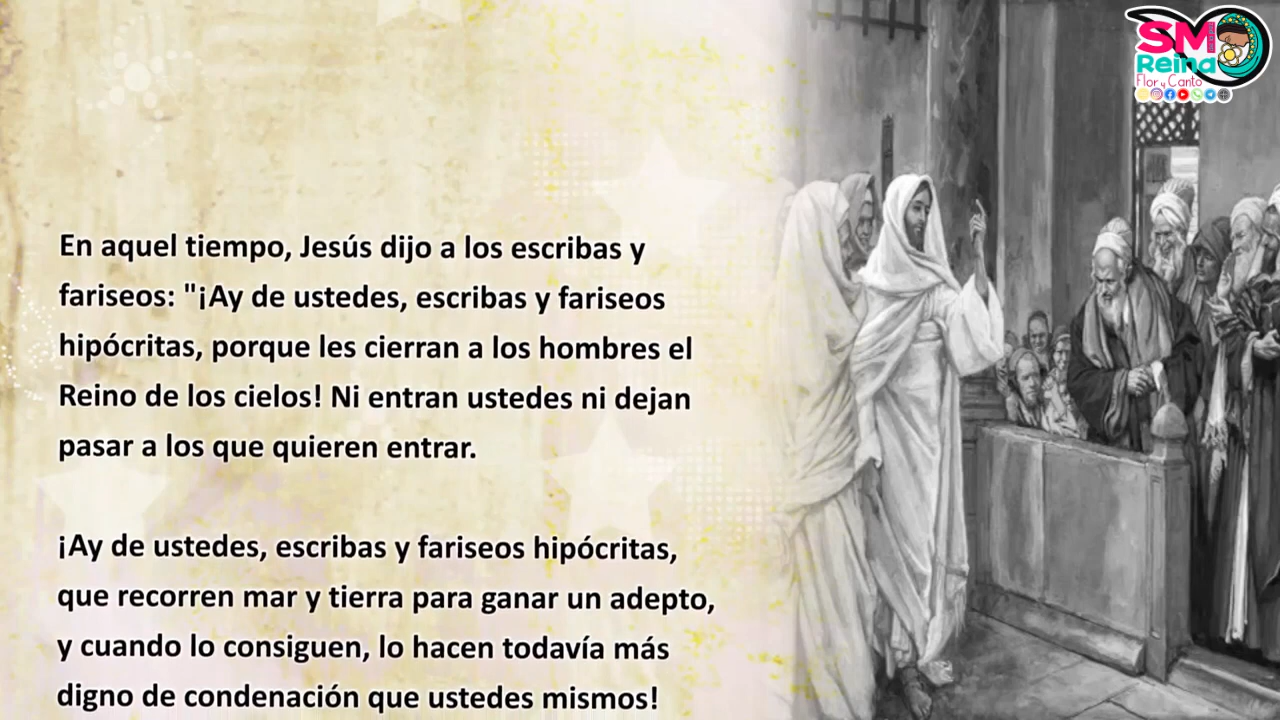 SM
Reina
Flor y Canto
En aquel tiempo, Jesús dijo a los escribas y
fariseos: "¡Ay de ustedes, escribas y fariseos
hipócritas, porque les cierran a los hombres el
Reino de los cielos! Ni entran ustedes ni dejan
pasar a los que quieren entrar.
¡Ay de ustedes, escribas y fariseos hipócritas,
que recorren mar y tierra para ganar un adepto,
y cuando lo consiguen, lo hacen todavía más
digno de condenación que ustedes mismos!